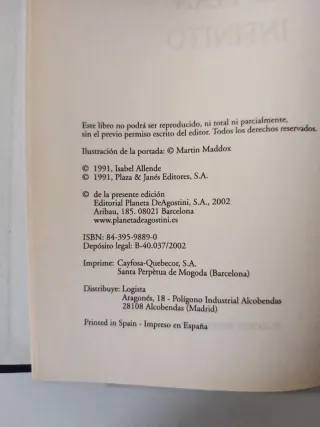 INFINITO
Este libro no podrá ser reproducido, ni total ni parcialmente,
sin el previo permiso escrito del editor. Todos los derechos reservados.
Ilustración de la portada: © Martin Maddox
© 1991, Isabel Allende
© 1991, Plaza & Janés Editores, S.A.
© de la presente edición
Editorial Planeta DeAgostini, S.A., 2002
Aribau, 185. 08021 Barcelona
www.planetadeagostini.es
ISBN: 84-395-9889-0
Depósito legal: B-40.037/2002
Imprime: Cayfosa-Quebecor, S.A.
Santa Perpètua de Mogoda (Barcelona)
Distribuye: Logista
Aragonés, 18 - Polígono Industrial Alcobendas
28108 Alcobendas (Madrid)
Printed in Spain - Impreso en España